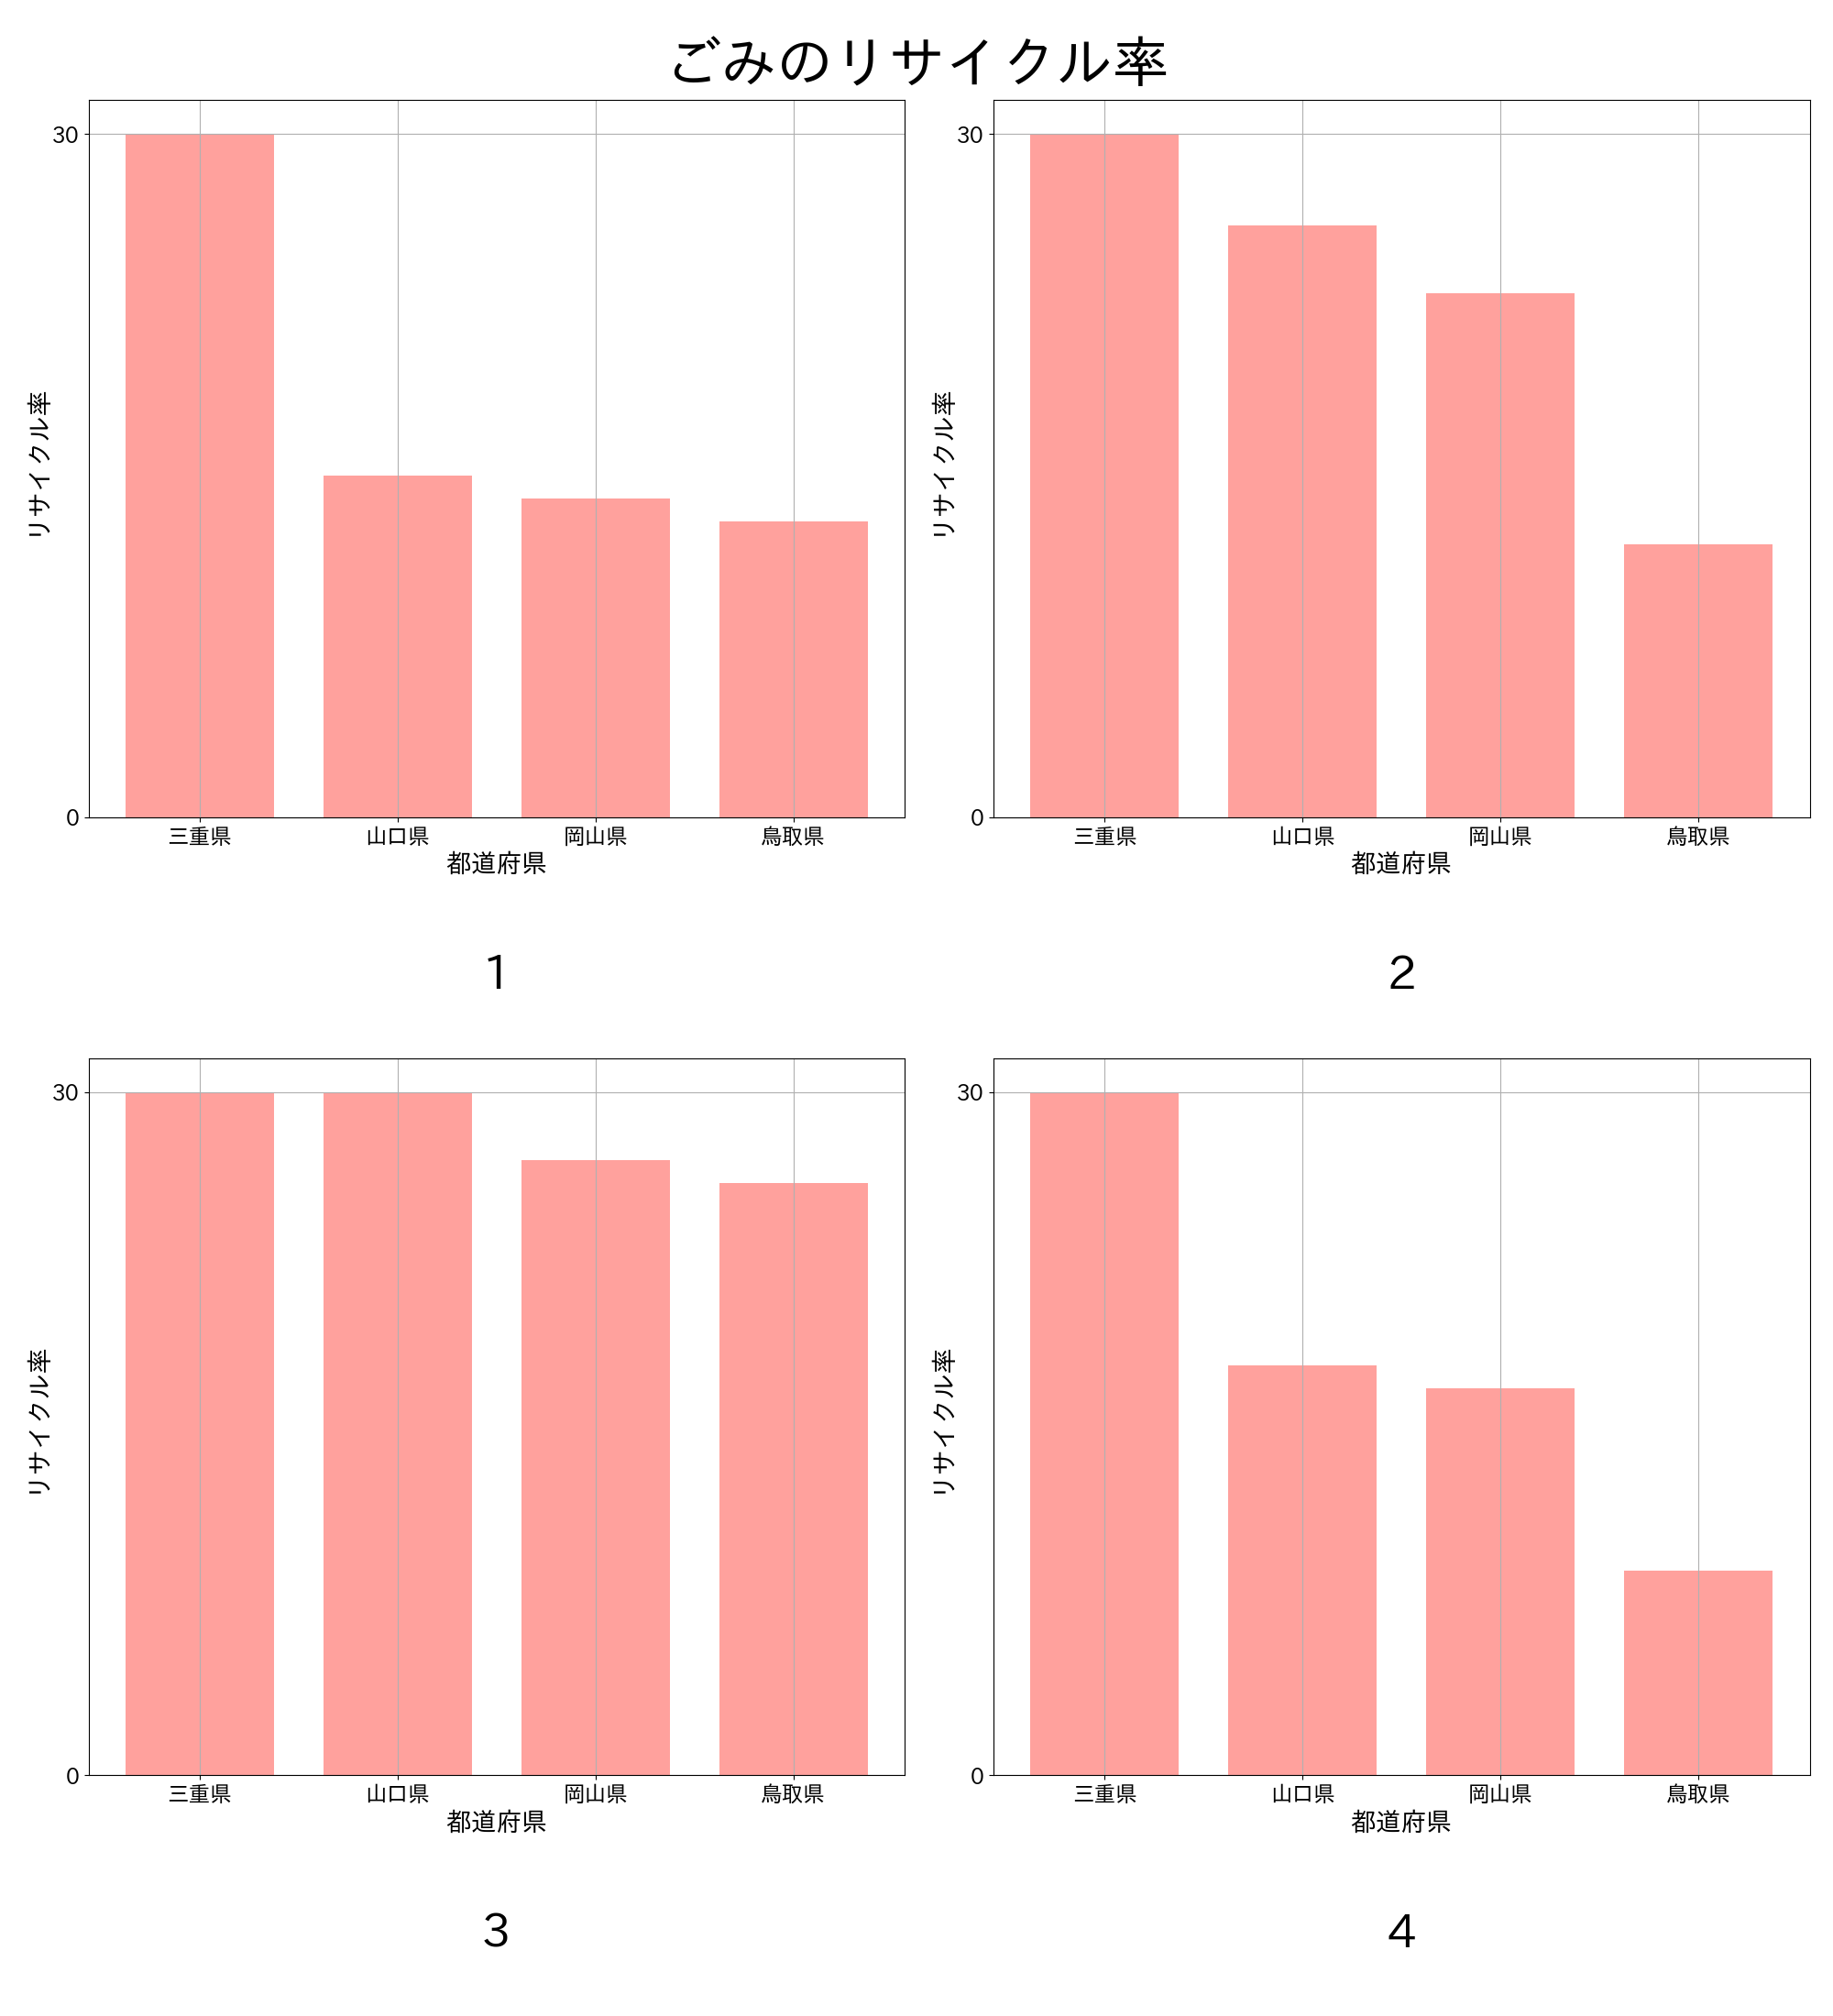 ごみのリサイクル率
30
リサイクル率
0
三重県 山口県 岡山県 鳥取県
都道府県
1
30
リサイクル率
0
三重県 山口県 岡山県 鳥取県
都道府県
2
30
リサイクル率
0
三重県 山口県 岡山県 鳥取県
都道府県
3
30
リサイクル率
0
三重県 山口県 岡山県 鳥取県
都道府県
4